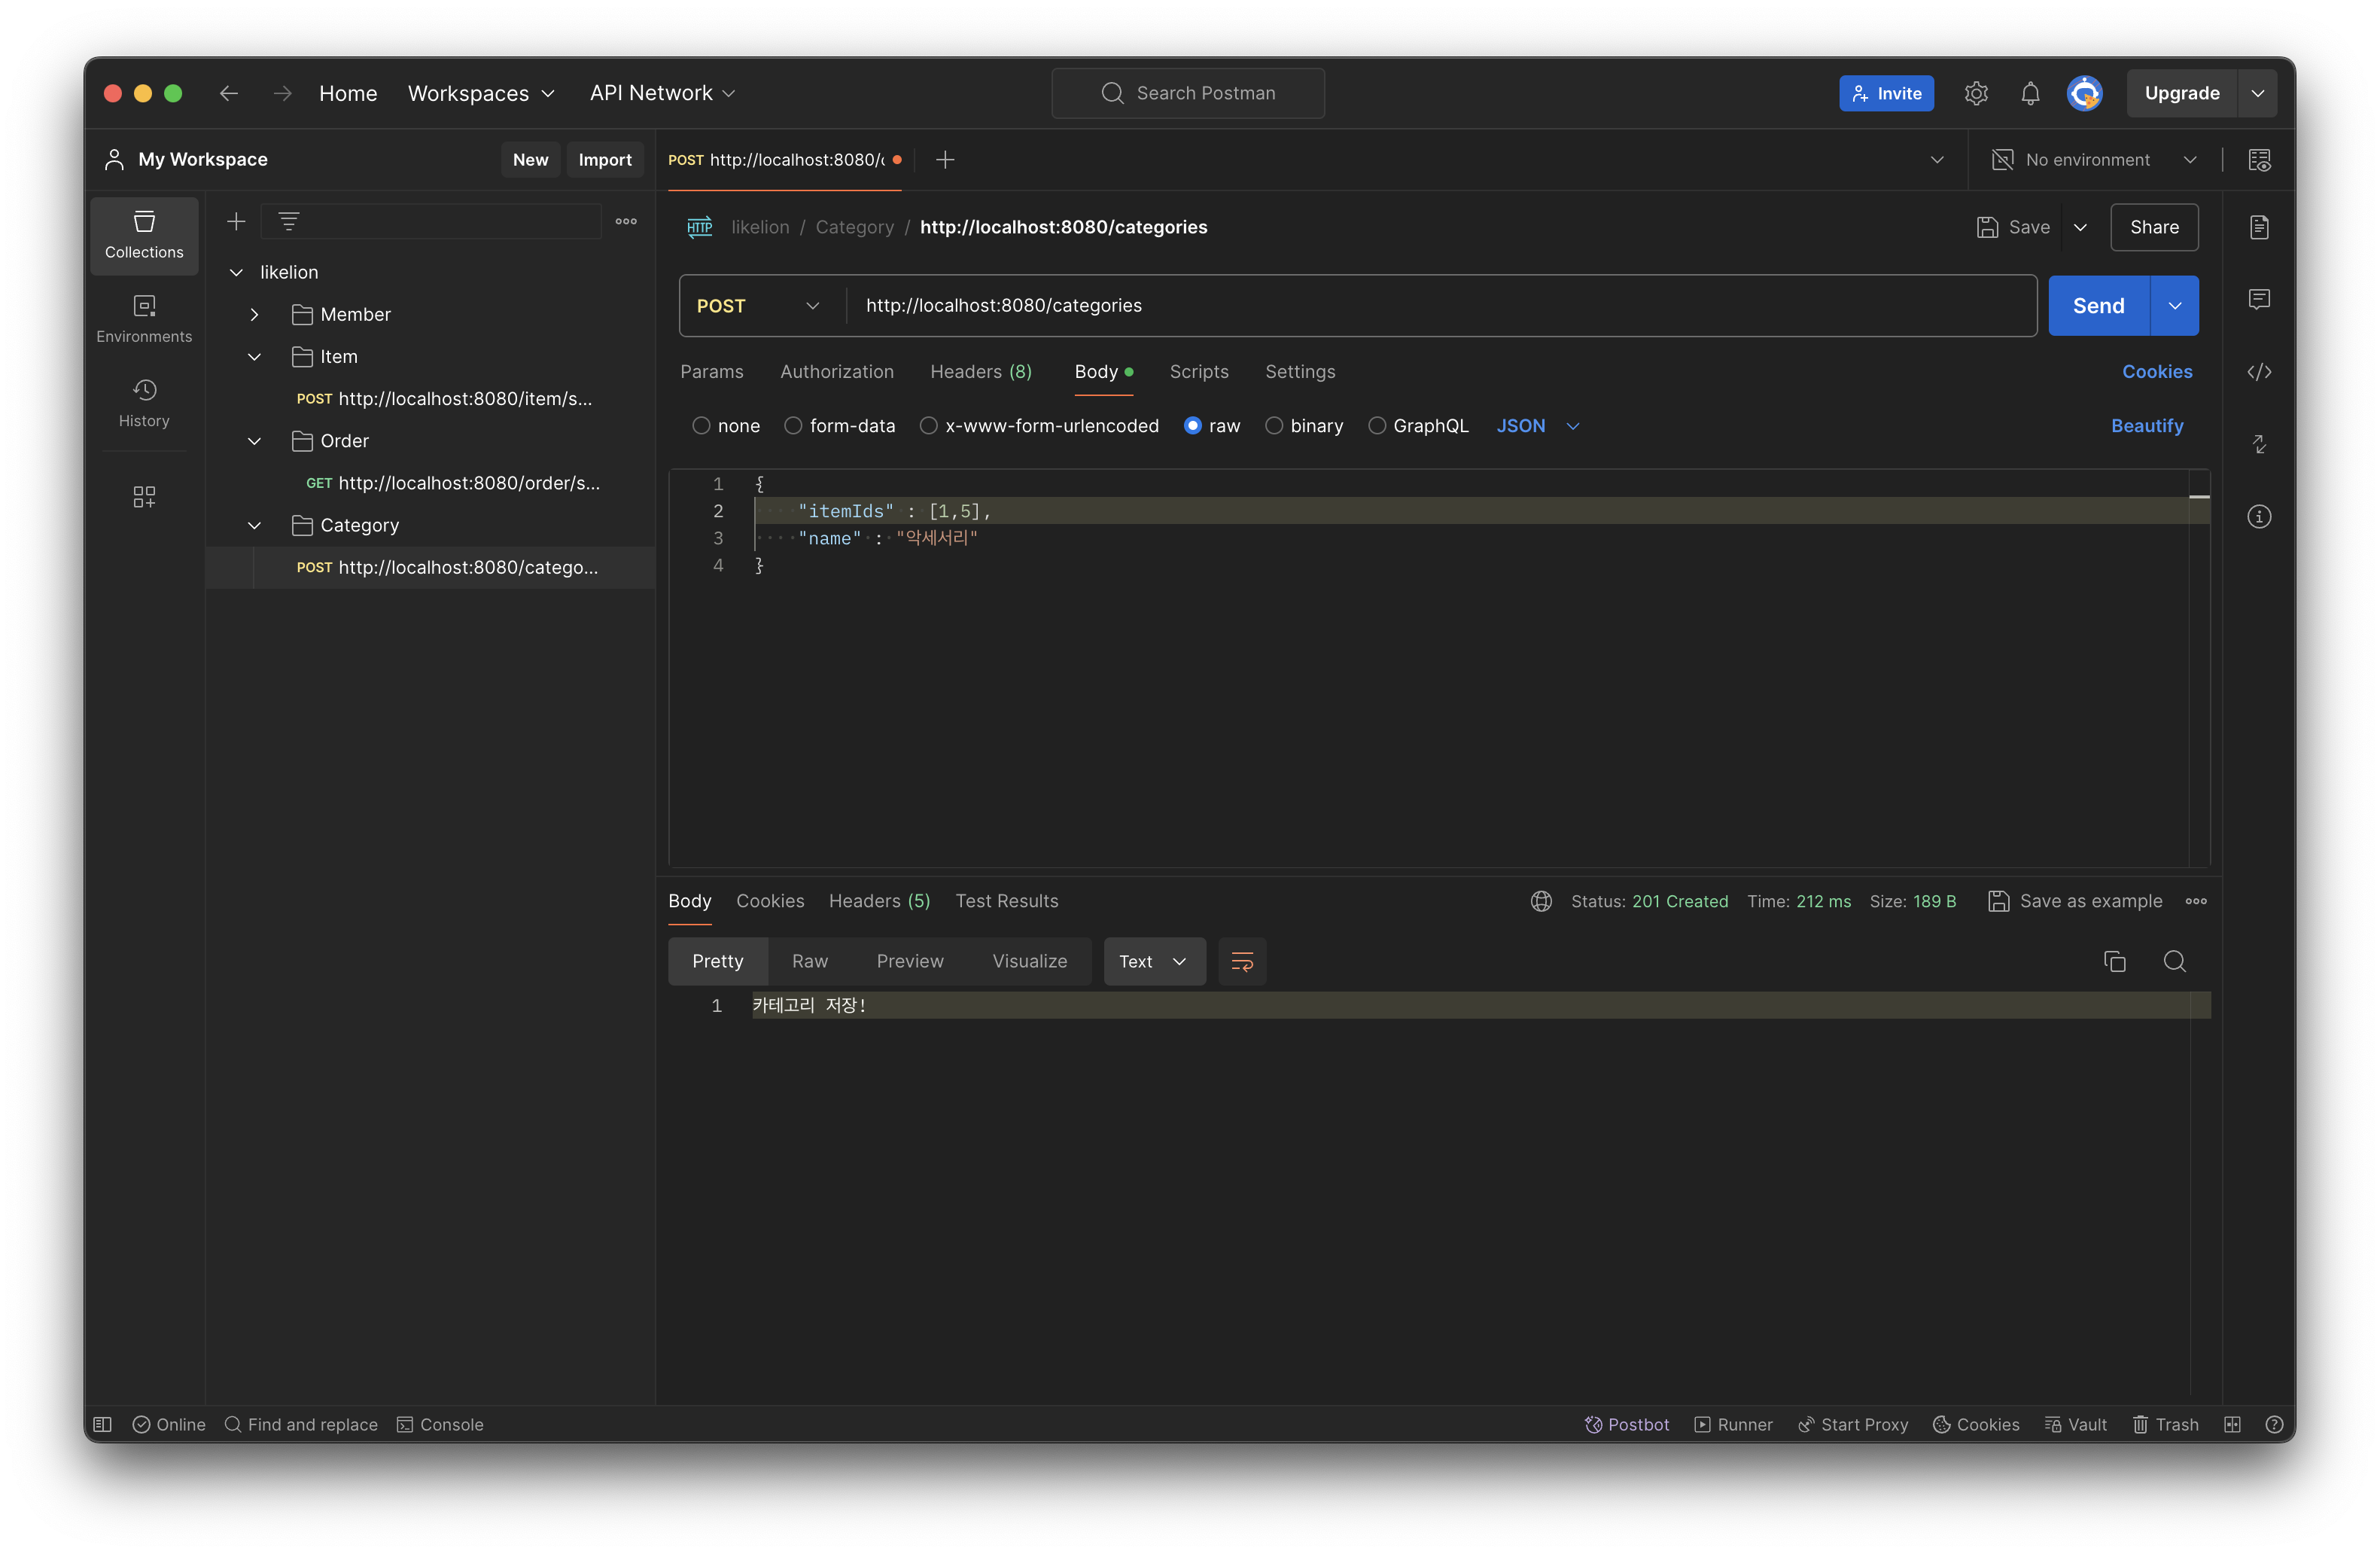 Home Workspaces API Network Search Postman Invite Upgrade
My Workspace New Import POST http://localhost:8080/c No environment
Collections
Environments
History
likelion
Member
Item
POST http://localhost:8080/item/s...
Order
GET http://localhost:8080/order/s...
Category
POST http://localhost:8080/catego...
HTTP likelion / Category / http://localhost:8080/categories Save Share
POST http://localhost:8080/categories Send
Params Authorization Headers (8) Body Scripts Settings Cookies
none form-data x-www-form-urlencoded raw binary GraphQL JSON Beautify
1 {
2 "itemIds" : [1,5],
3 "name" : "악세서리"
4 }
Body Cookies Headers (5) Test Results Status: 201 Created Time: 212 ms Size: 189 B Save as example
Pretty Raw Preview Visualize Text
1 카테고리 저장!
Online Find and replace Console Postbot Runner Start Proxy Cookies Vault Trash